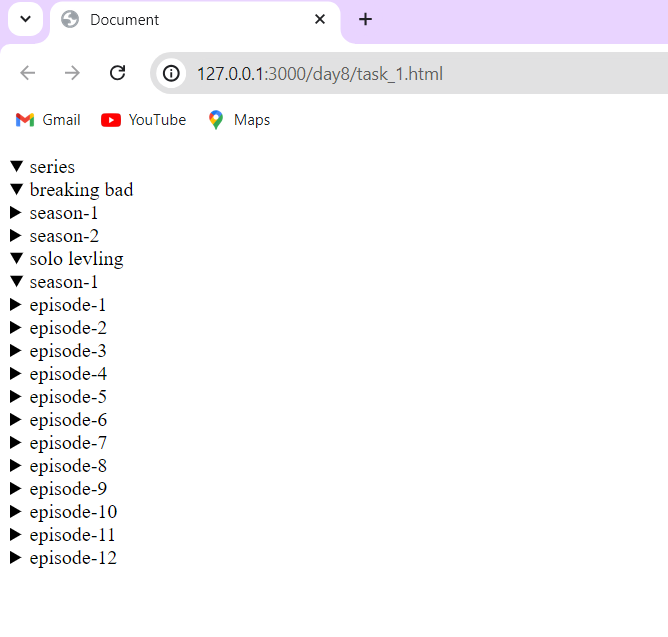 Document
127.0.0.1:3000/day8/task_1.html
Gmail YouTube Maps
series
breaking bad
season-1
season-2
solo levling
season-1
episode-1
episode-2
episode-3
episode-4
episode-5
episode-6
episode-7
episode-8
episode-9
episode-10
episode-11
episode-12